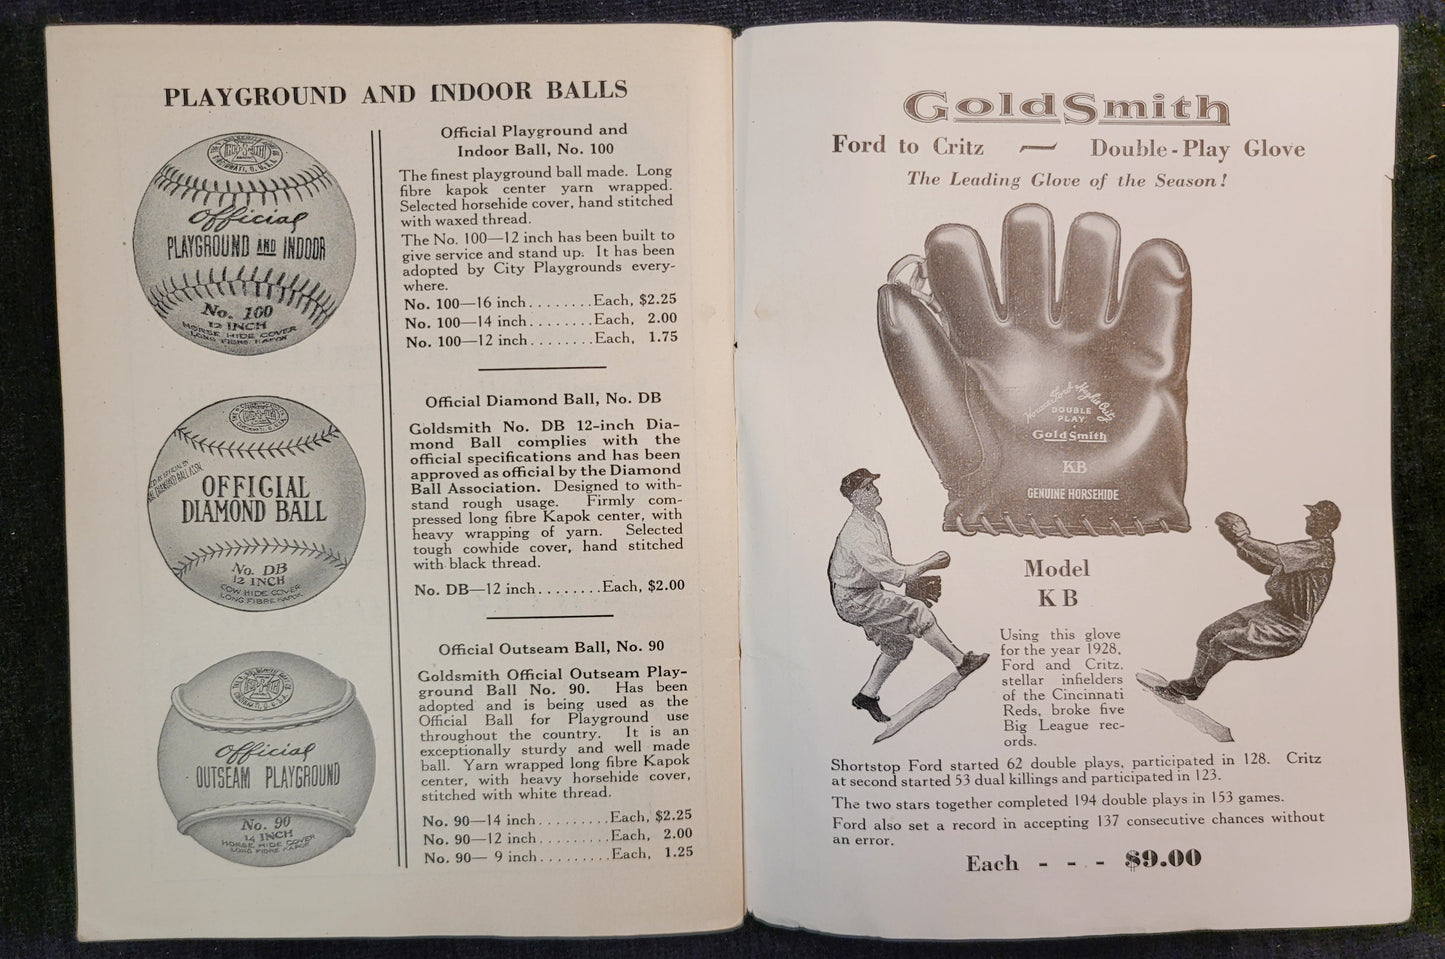 PLAYGROUND AND INDOOR BALLS
Official
PLAYGROUND AND INDOOR
No. 100
12 INCH
HORSE HIDE COVER
LONG FIBRE KAPOK
OFFICIAL
DIAMOND BALL
No. DB
12 INCH
COW HIDE COVER
LONG FIBRE KAPOK
Official
OUTSEAM PLAYGROUND
No. 90
14 INCH
HORSE HIDE COVER
LONG FIBRE KAPOK
Official Playground and
Indoor Ball, No. 100
The finest playground ball made. Long
fibre kapok center yarn wrapped.
Selected horsehide cover, hand stitched
with waxed thread.
The No. 100—12 inch has been built to
give service and stand up. It has been
adopted by City Playgrounds every-
where.
No. 100—16 inch........Each, $2.25
No. 100—14 inch........Each, 2.00
No. 100—12 inch........Each, 1.75
Official Diamond Ball, No. DB
Goldsmith No. DB 12-inch Dia-
mond Ball complies with the
official specifications and has been
approved as official by the Diamond
Ball Association. Designed to with-
stand rough usage. Firmly com-
pressed long fibre Kapok center, with
heavy wrapping of yarn. Selected
tough cowhide cover, hand stitched
with black thread.
No. DB—12 inch........Each, $2.00
Official Outseam Ball, No. 90
Goldsmith Official Outseam Play-
ground Ball No. 90. Has been
adopted and is being used as the
Official Ball for Playground use
throughout the country. It is an
exceptionally sturdy and well made
ball. Yarn wrapped long fibre Kapok
center, with heavy horsehide cover,
stitched with white thread.
No. 90—14 inch.........Each, $2.25
No. 90—12 inch.........Each, 2.00
No. 90— 9 inch.........Each, 1.25
GoldSmith
Ford to Critz — Double-Play Glove
The Leading Glove of the Season!
Horace Ford Hughie Critz
DOUBLE
PLAY
GoldSmith
KB
GENUINE HORSEHIDE
Model
KB
Using this glove
for the year 1928,
Ford and Critz,
stellar infielders
of the Cincinnati
Reds, broke five
Big League rec-
ords.
Shortstop Ford started 62 double plays, participated in 128. Critz
at second started 53 dual killings and participated in 123.
The two stars together completed 194 double plays in 153 games.
Ford also set a record in accepting 137 consecutive chances without
an error.
Each - - - $9.00